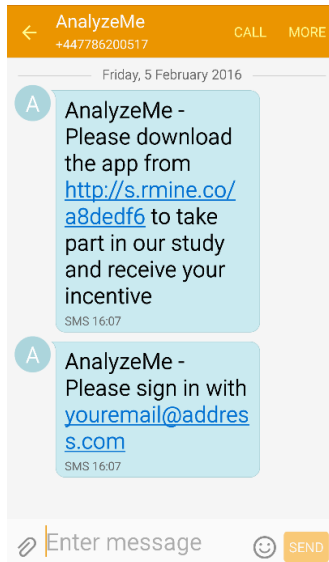 AnalyzeMe
+447786200517
CALL
MORE
Friday, 5 February 2016
A
AnalyzeMe -
Please download
the app from
http://s.rmine.co/
a8dedf6 to take
part in our study
and receive your
incentive
SMS 16:07
A
AnalyzeMe -
Please sign in with
youremail@addres
s.com
SMS 16:07
Enter message
SEND